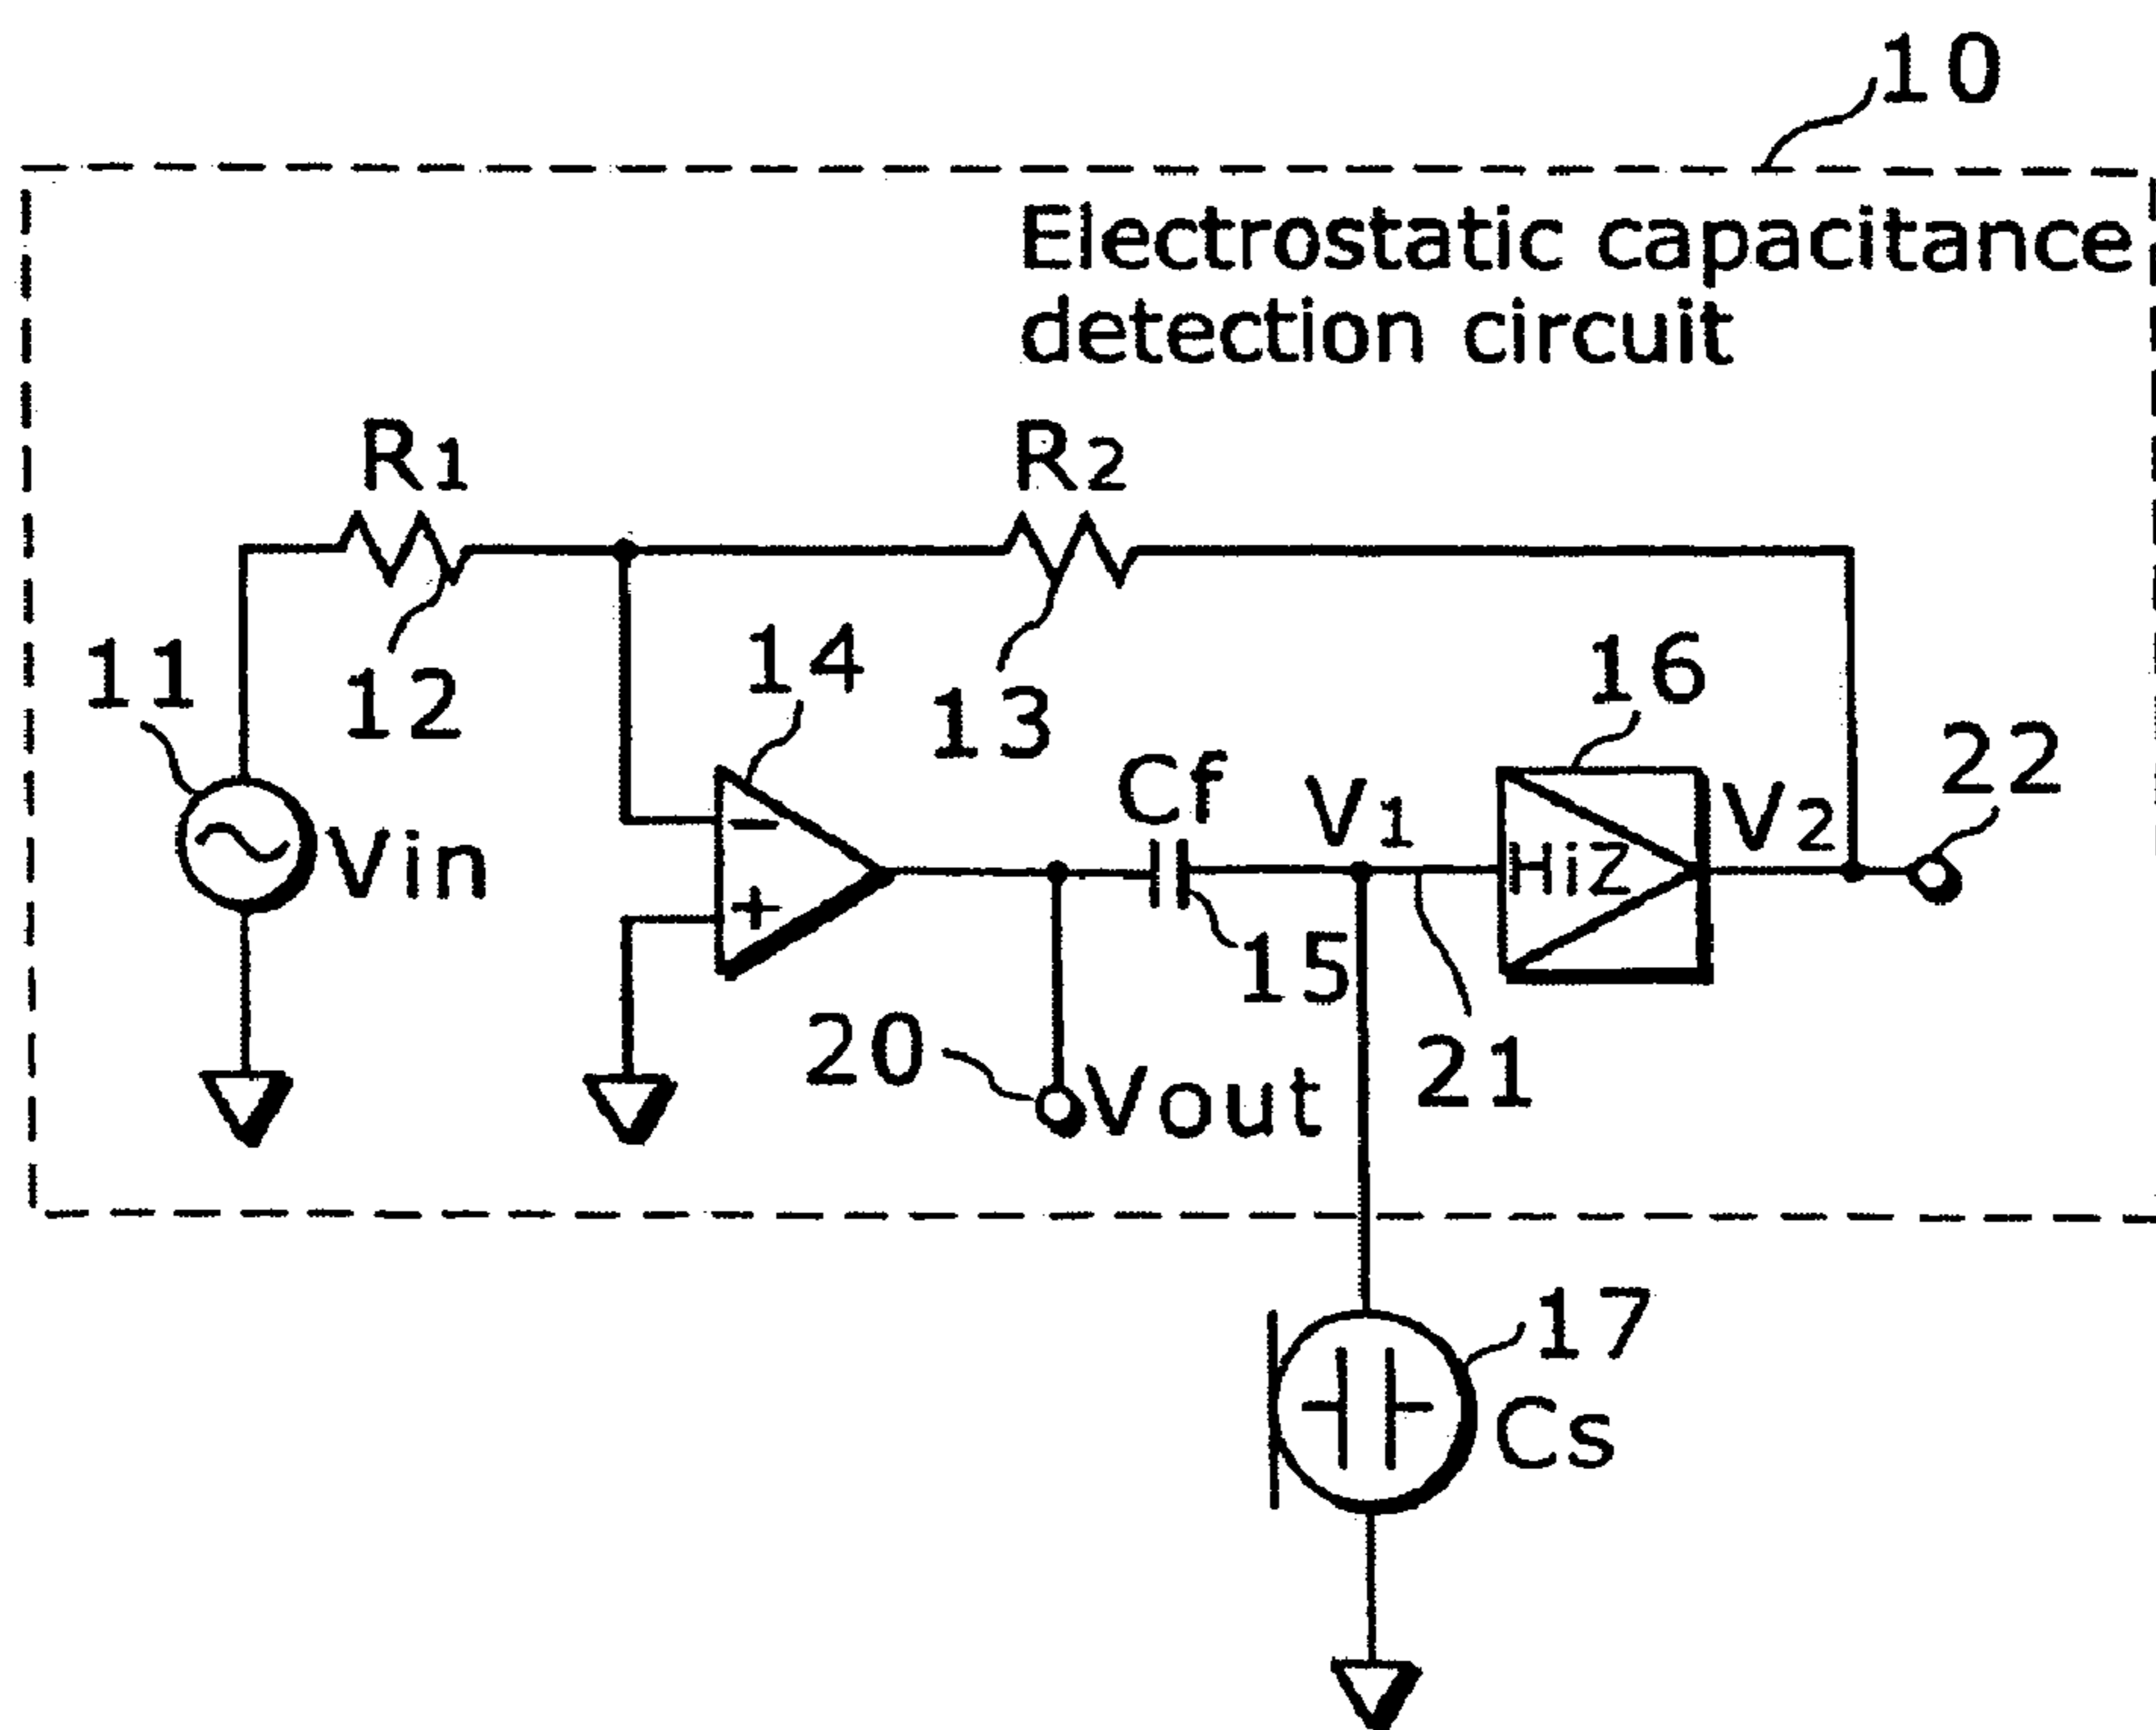 10
Electrostatic capacitance
detection circuit
R1
R2
11
12
13
14
16
22
Vin
Cf
V1
HiZ
V2
−
+
15
20
Vout
21
17
Cs